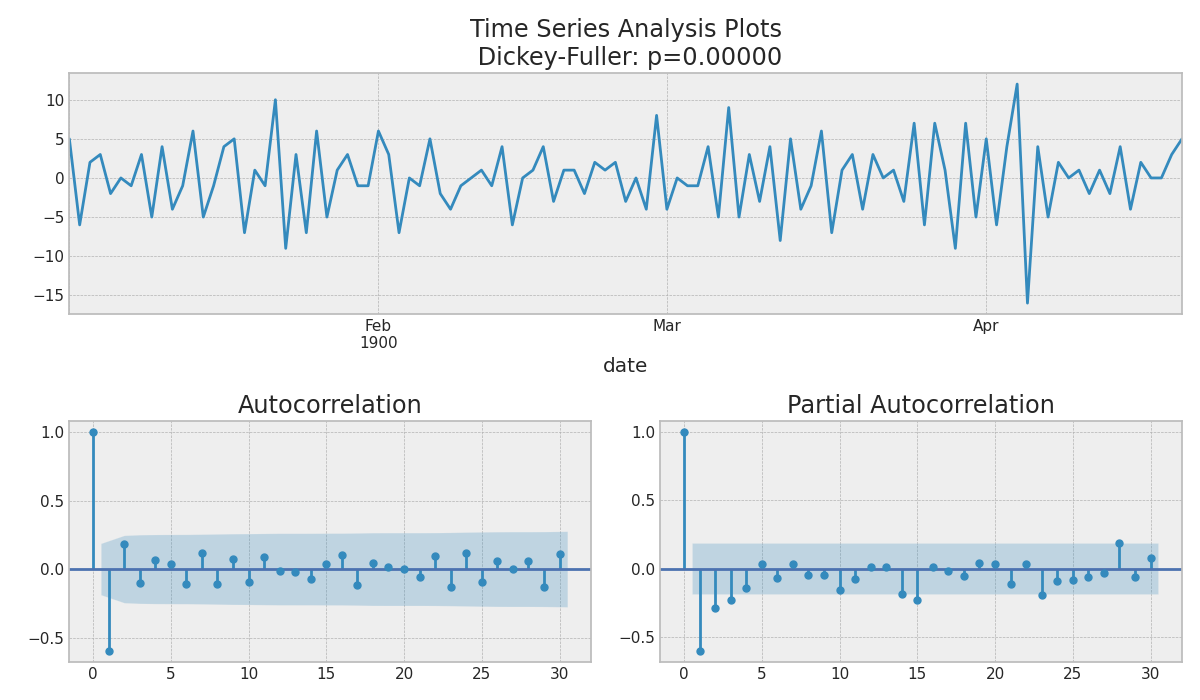 Time Series Analysis Plots
Dickey-Fuller: p=0.00000
10
5
0
−5
−10
−15
Feb
1900
Mar
Apr
date
Autocorrelation
1.0
0.5
0.0
−0.5
0 5 10 15 20 25 30
Partial Autocorrelation
1.0
0.5
0.0
−0.5
0 5 10 15 20 25 30